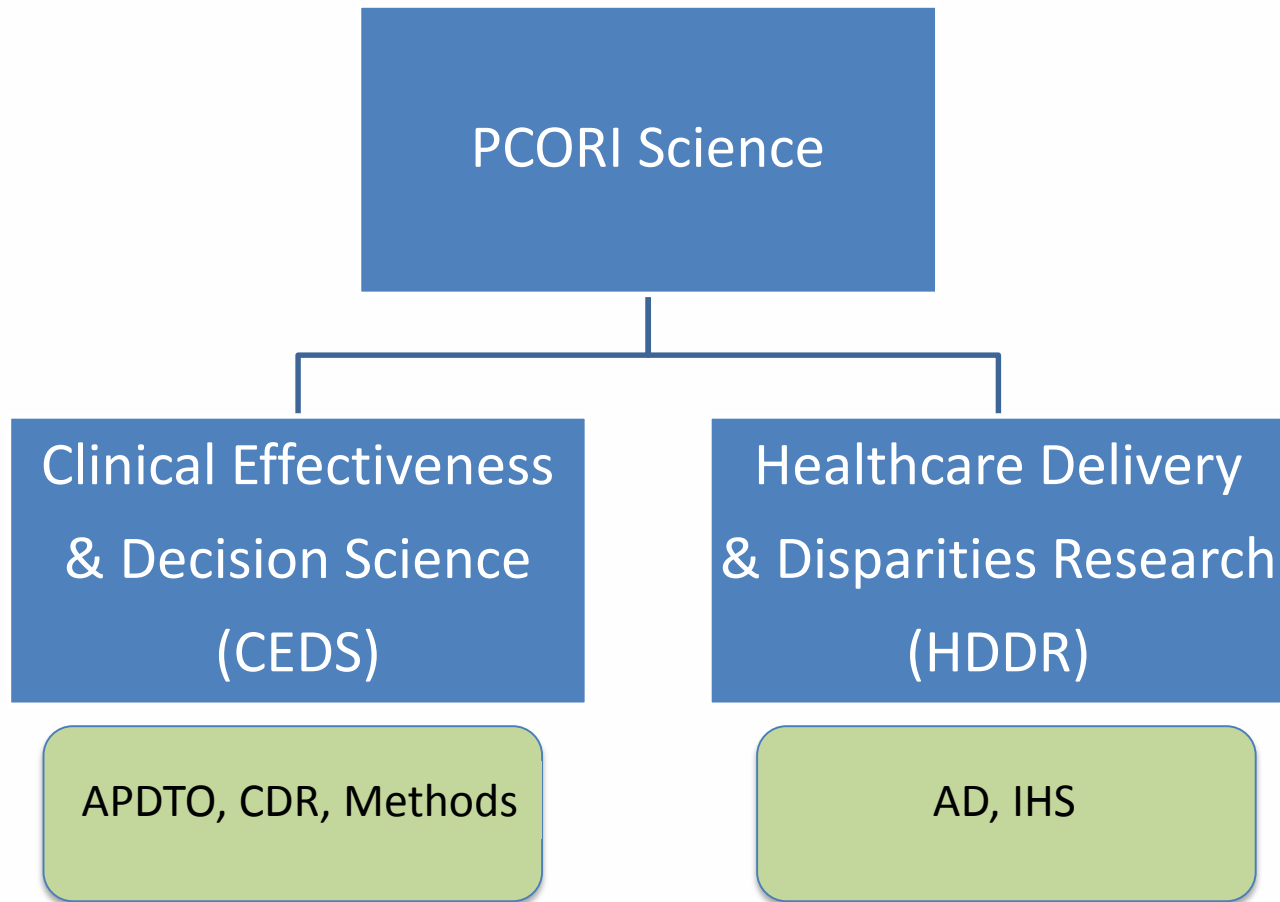 PCORI Science
Clinical Effectiveness
& Decision Science
(CEDS)
Healthcare Delivery
& Disparities Research
(HDDR)
APDTO, CDR, Methods
AD, IHS